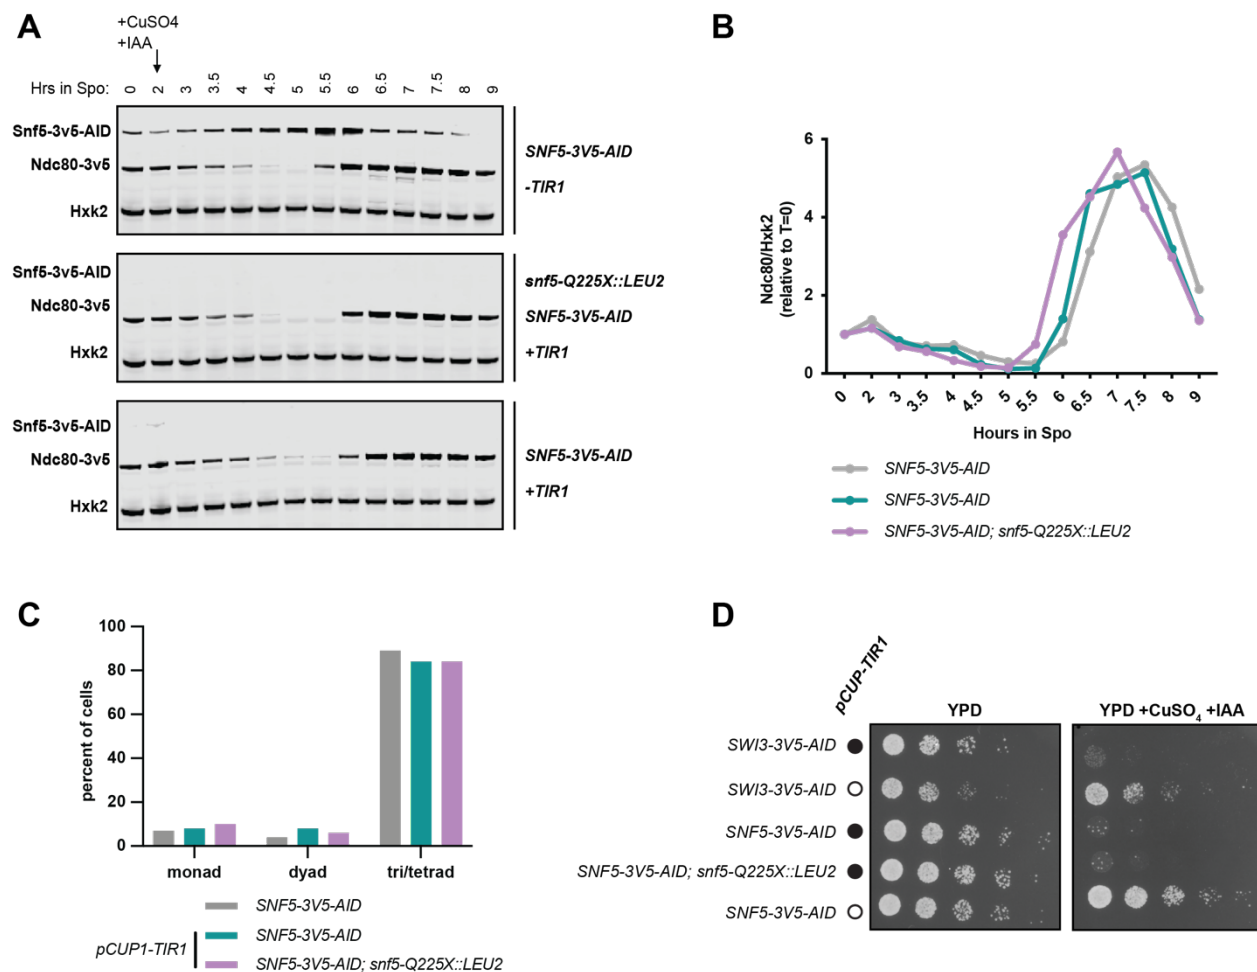 A
+CuSO4
+IAA
Hrs in Spo: 0 2 3 3.5 4 4.5 5 5.5 6 6.5 7 7.5 8 9
Snf5-3v5-AID
Ndc80-3v5
Hxk2
SNF5-3V5-AID
-TIR1
Snf5-3v5-AID
Ndc80-3v5
Hxk2
snf5-Q225X::LEU2
SNF5-3V5-AID
+TIR1
Snf5-3v5-AID
Ndc80-3v5
Hxk2
SNF5-3V5-AID
+TIR1
B
Ndc80/Hxk2
(relative to T=0)
6
4
2
0
0 2 3 3.5 4 4.5 5 5.5 6 6.5 7 7.5 8 9
Hours in Spo
SNF5-3V5-AID
SNF5-3V5-AID
SNF5-3V5-AID; snf5-Q225X::LEU2
C
percent of cells
100
80
60
40
20
0
monad dyad tri/tetrad
SNF5-3V5-AID
pCUP1-TIR1
SNF5-3V5-AID
SNF5-3V5-AID; snf5-Q225X::LEU2
D
pCUP-TIR1
YPD
YPD +CuSO₄ +IAA
SWI3-3V5-AID
SWI3-3V5-AID
SNF5-3V5-AID
SNF5-3V5-AID; snf5-Q225X::LEU2
SNF5-3V5-AID